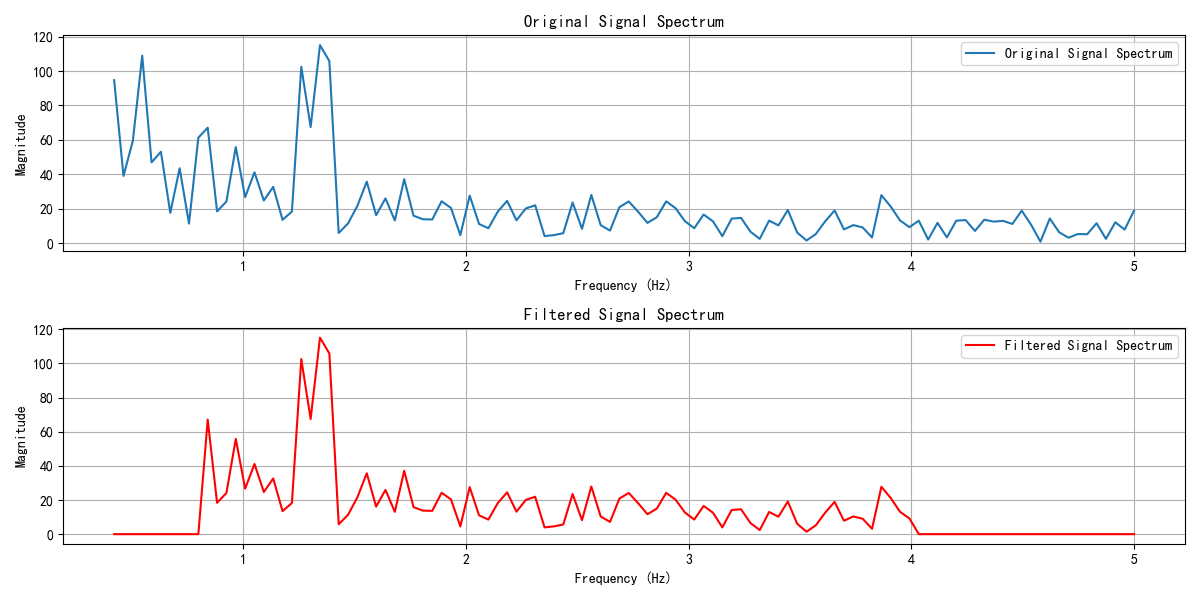 Original Signal Spectrum
120
100
80
60
40
20
0
Magnitude
Original Signal Spectrum
1 2 3 4 5
Frequency (Hz)
Filtered Signal Spectrum
120
100
80
60
40
20
0
Magnitude
Filtered Signal Spectrum
1 2 3 4 5
Frequency (Hz)